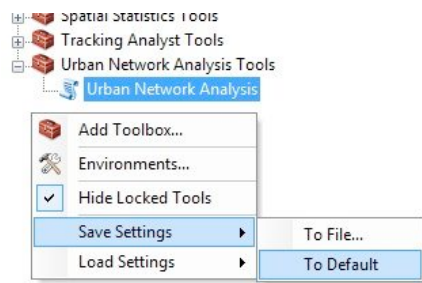 Spatial Statistics Tools
Tracking Analyst Tools
Urban Network Analysis Tools
Urban Network Analysis
Add Toolbox...
Environments...
Hide Locked Tools
Save Settings
To File...
Load Settings
To Default